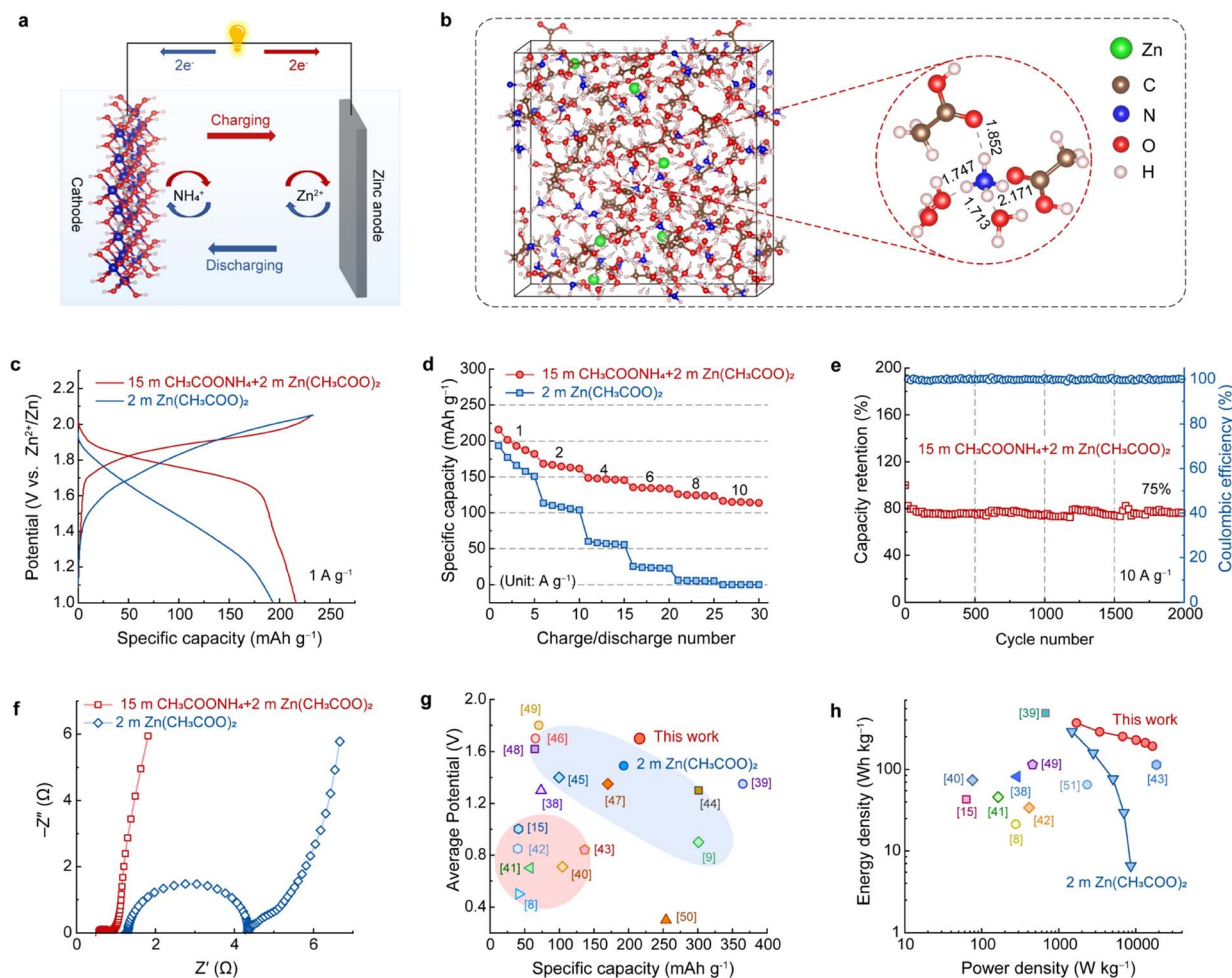 a
2e⁻ 2e⁻
Charging
Cathode
NH₄⁺ Zn²⁺
Zinc anode
Discharging
b
1.852
1.747
2.171
1.713
Zn
C
N
O
H
c
15 m CH₃COONH₄+2 m Zn(CH₃COO)₂
2 m Zn(CH₃COO)₂
Potential (V vs. Zn²⁺/Zn)
2.2
2.0
1.8
1.6
1.4
1.2
1.0
1 A g⁻¹
0 50 100 150 200 250
Specific capacity (mAh g⁻¹)
d
15 m CH₃COONH₄+2 m Zn(CH₃COO)₂
2 m Zn(CH₃COO)₂
Specific capacity (mAh g⁻¹)
300
250
200
150
100
50
0
1 2 4 6 8 10
(Unit: A g⁻¹)
0 5 10 15 20 25 30
Charge/discharge number
e
Capacity retention (%)
200
160
120
80
40
0
15 m CH₃COONH₄+2 m Zn(CH₃COO)₂
75%
10 A g⁻¹
0 500 1000 1500 2000
Cycle number
100
80
60
40
20
0
Coulombic efficiency (%)
f
15 m CH₃COONH₄+2 m Zn(CH₃COO)₂
2 m Zn(CH₃COO)₂
–Z″ (Ω)
6
4
2
0
0 2 4 6
Z′ (Ω)
g
Average Potential (V)
2.0
1.6
1.2
0.8
0.4
[49]
[46]
This work
[48]
2 m Zn(CH₃COO)₂
[45]
[39]
[38]
[47]
[44]
[15]
[42]
[43]
[9]
[41]
[40]
[8]
[50]
0 50 100 150 200 250 300 350 400
Specific capacity (mAh g⁻¹)
h
Energy density (Wh kg⁻¹)
100
10
1
[39]
This work
[49]
[40]
[38]
[51]
[43]
[15]
[41]
[42]
[8]
2 m Zn(CH₃COO)₂
10 100 1000 10000
Power density (W kg⁻¹)